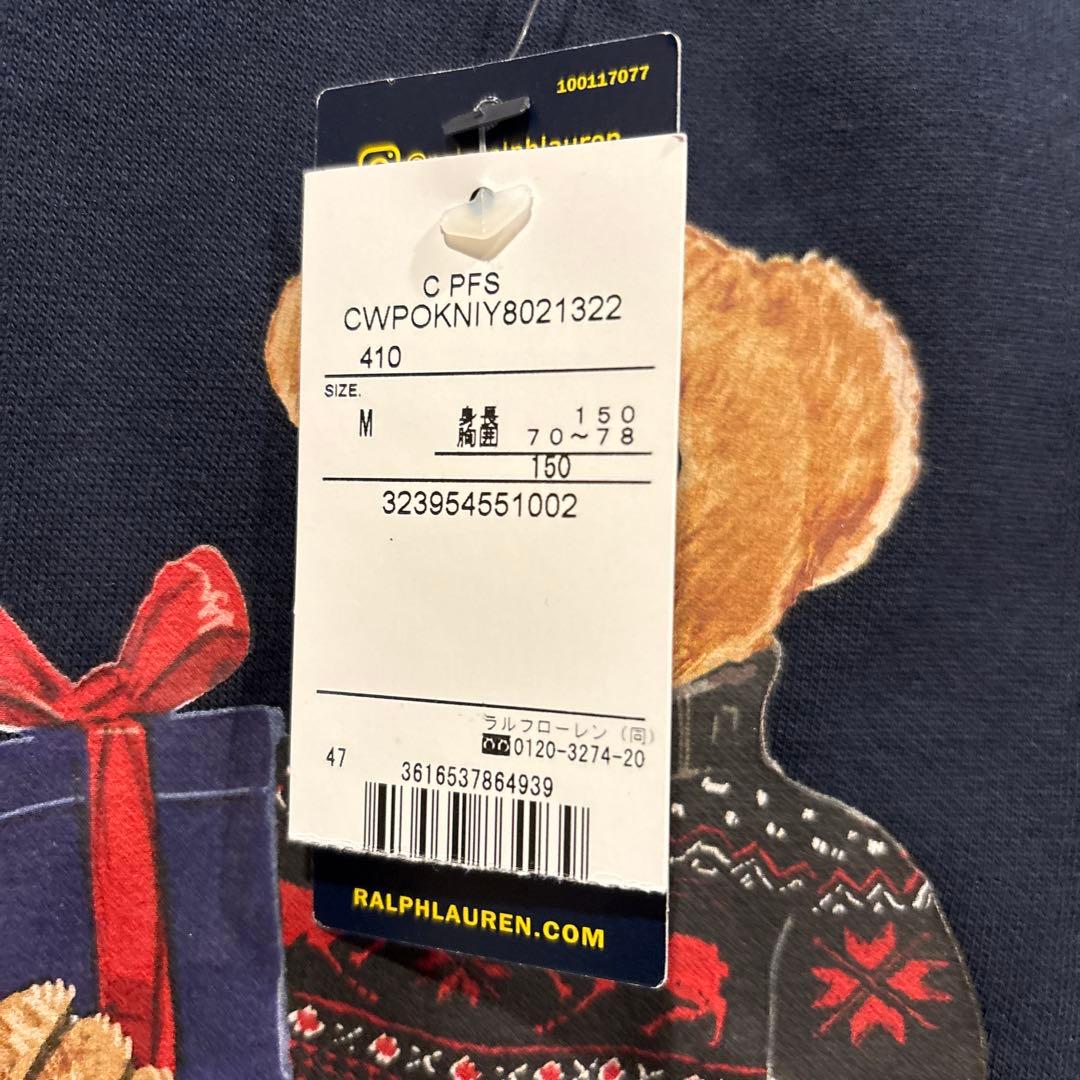 100117077
C PFS
CWPOKNIY8021322
410
SIZE.
M
身長 150
胸囲 70~78
150
323954551002
ラルフローレン (同)
0120-3274-20
47
3616537864939
RALPHLAUREN.COM